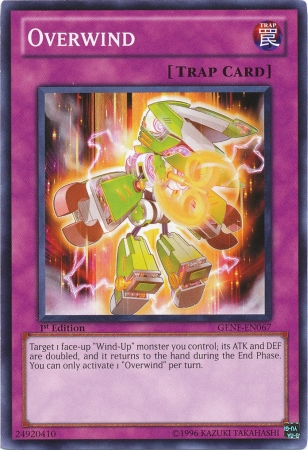 OVERWIND
TRAP
罠
[TRAP CARD]
1st Edition
GENF-EN067
Target 1 face-up "Wind-Up" monster you control; its ATK and DEF
are doubled, and it returns to the hand during the End Phase.
You can only activate 1 "Overwind" per turn.
24920410
©1996 KAZUKI TAKAHASHI